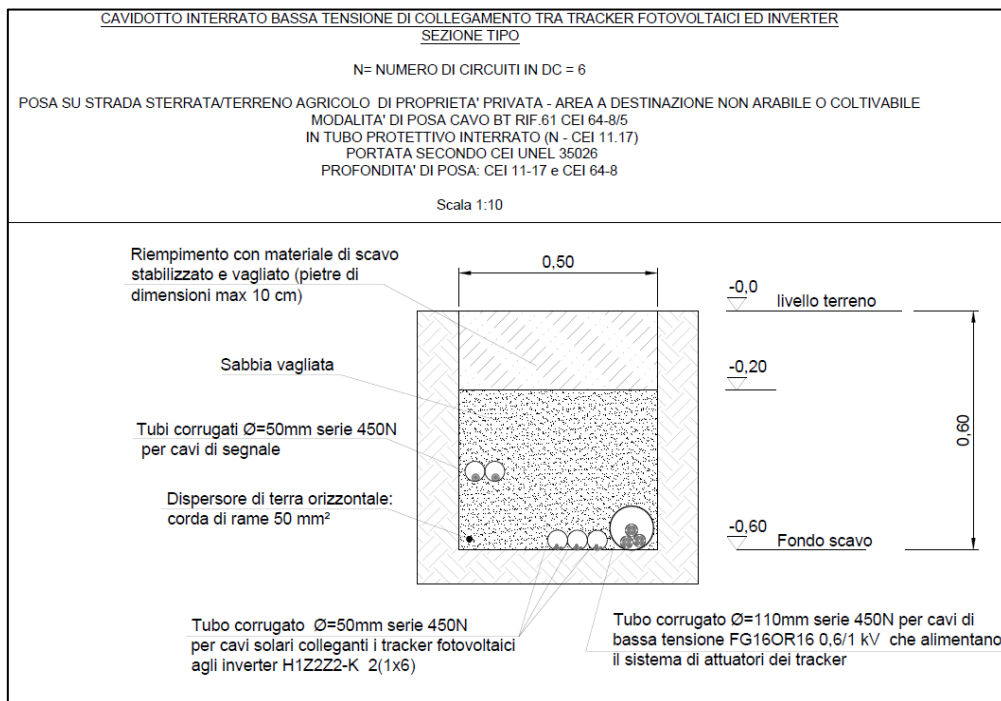 CAVIDOTTO INTERRATO BASSA TENSIONE DI COLLEGAMENTO TRA TRACKER FOTOVOLTAICI ED INVERTER
SEZIONE TIPO
N= NUMERO DI CIRCUITI IN DC = 6
POSA SU STRADA STERRATA/TERRENO AGRICOLO DI PROPRIETA' PRIVATA - AREA A DESTINAZIONE NON ARABILE O COLTIVABILE
MODALITA' DI POSA CAVO BT RIF.61 CEI 64-8/5
IN TUBO PROTETTIVO INTERRATO (N - CEI 11.17)
PORTATA SECONDO CEI UNEL 35026
PROFONDITA' DI POSA: CEI 11-17 e CEI 64-8
Scala 1:10
Riempimento con materiale di scavo
stabilizzato e vagliato (pietre di
dimensioni max 10 cm)
0,50
-0,0
livello terreno
Sabbia vagliata
-0,20
0,60
Tubi corrugati Ø=50mm serie 450N
per cavi di segnale
Dispersore di terra orizzontale:
corda di rame 50 mm²
-0,60
Fondo scavo
Tubo corrugato Ø=50mm serie 450N
per cavi solari colleganti i tracker fotovoltaici
agli inverter H1Z2Z2-K 2(1x6)
Tubo corrugato Ø=110mm serie 450N per cavi di
bassa tensione FG16OR16 0,6/1 kV che alimentano
il sistema di attuatori dei tracker